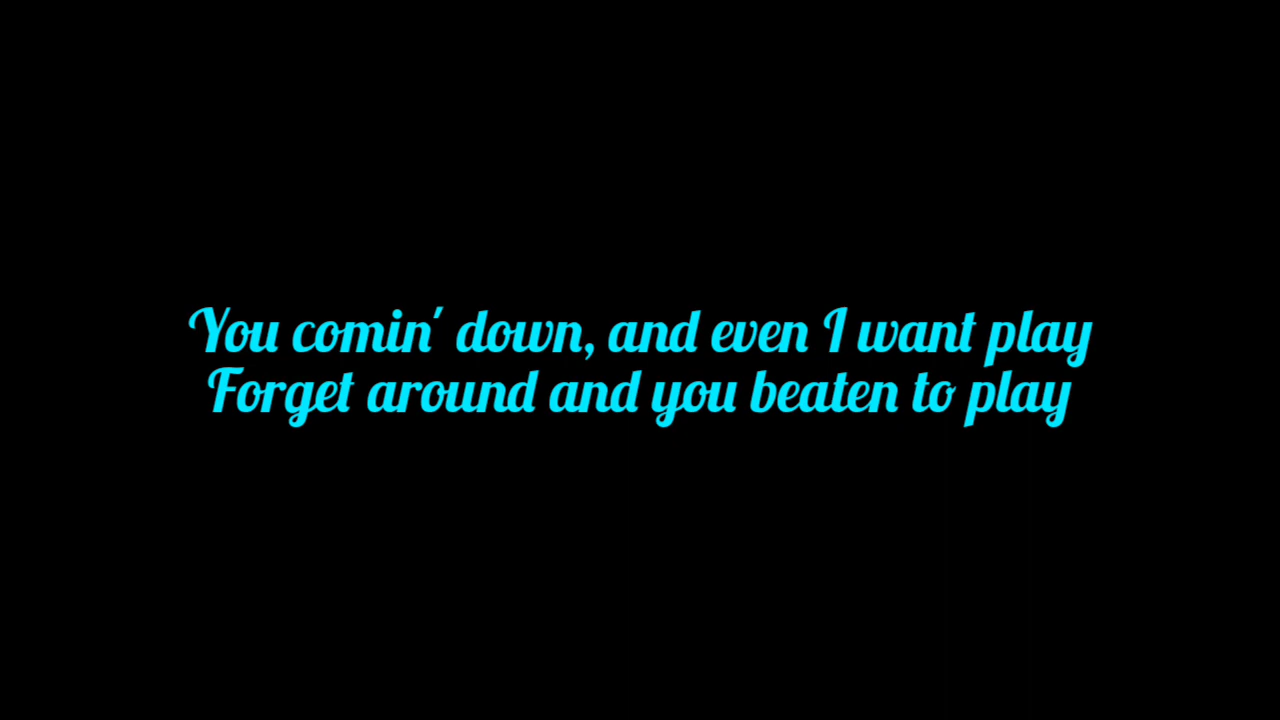 You comin' down, and even I want play
Forget around and you beaten to play